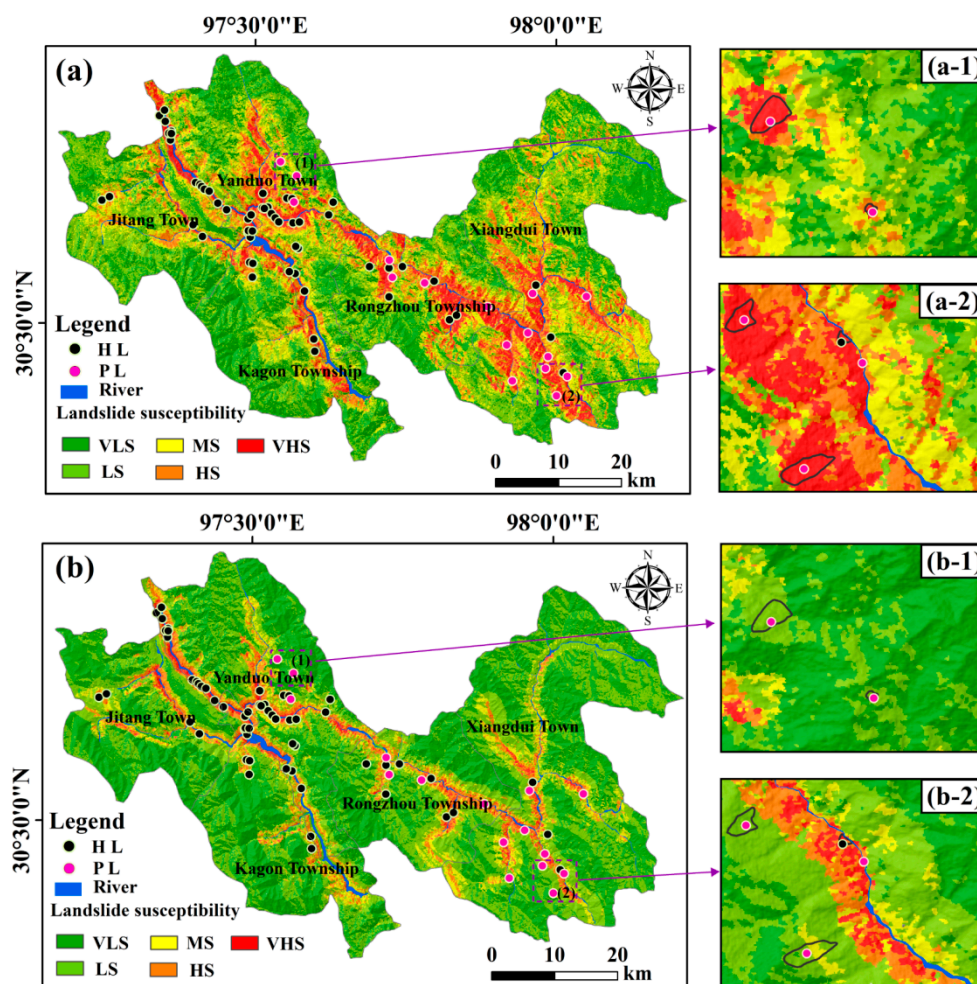 97°30'0"E 98°0'0"E
(a)
N
W E
S
(a-1)
(1)
Yanduo Town
Jitang Town
Xiangdui Town
30°30'0"N
Rongzhou Township
Legend
H L
P L
River
Kagon Township
(2)
Landslide susceptibility
VLS MS VHS
LS HS
0 10 20
km
(a-2)
97°30'0"E 98°0'0"E
(b)
N
W E
S
(b-1)
(1)
Yanduo Town
Jitang Town
Xiangdui Town
30°30'0"N
Rongzhou Township
Legend
H L
P L
River
Kagon Township
(2)
Landslide susceptibility
VLS MS VHS
LS HS
0 10 20
km
(b-2)